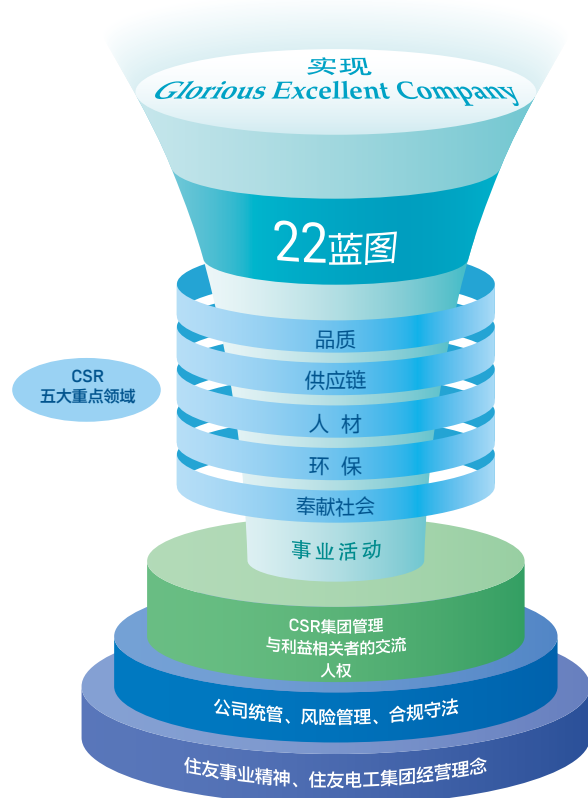 实现
Glorious Excellent Company
22蓝图
品质
供应链
人材
环保
奉献社会
CSR
五大重点领域
事业活动
CSR集团管理
与利益相关者的交流
人权
公司统管、风险管理、合规守法
住友事业精神、住友电工集团经营理念